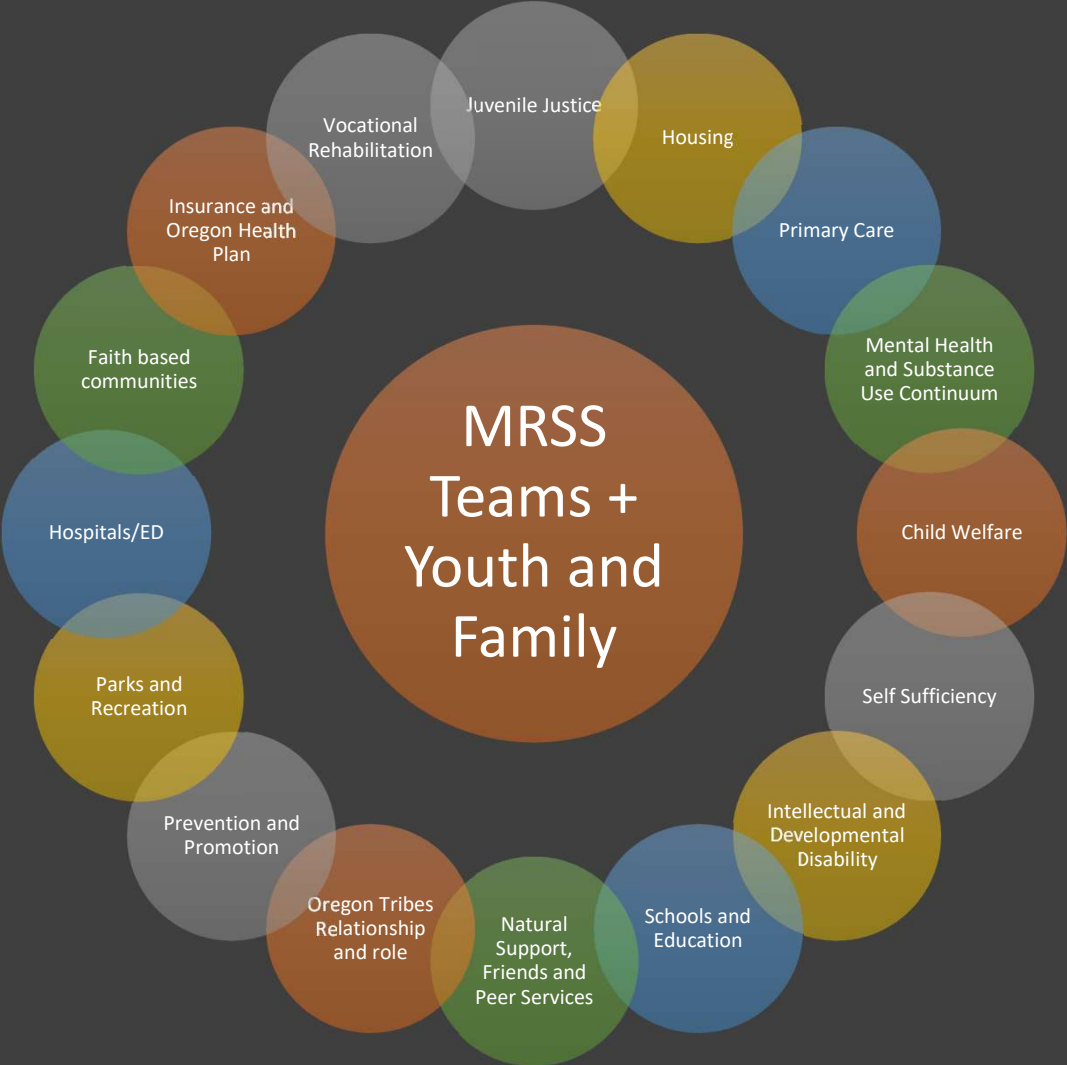 Juvenile Justice
Housing
Primary Care
Mental Health
and Substance
Use Continuum
Child Welfare
Self Sufficiency
Intellectual and
Developmental
Disability
Schools and
Education
Natural
Support,
Friends and
Peer Services
Oregon Tribes
Relationship
and role
Prevention and
Promotion
Parks and
Recreation
Hospitals/ED
Faith based
communities
Insurance and
Oregon Health
Plan
Vocational
Rehabilitation
MRSS
Teams +
Youth and
Family